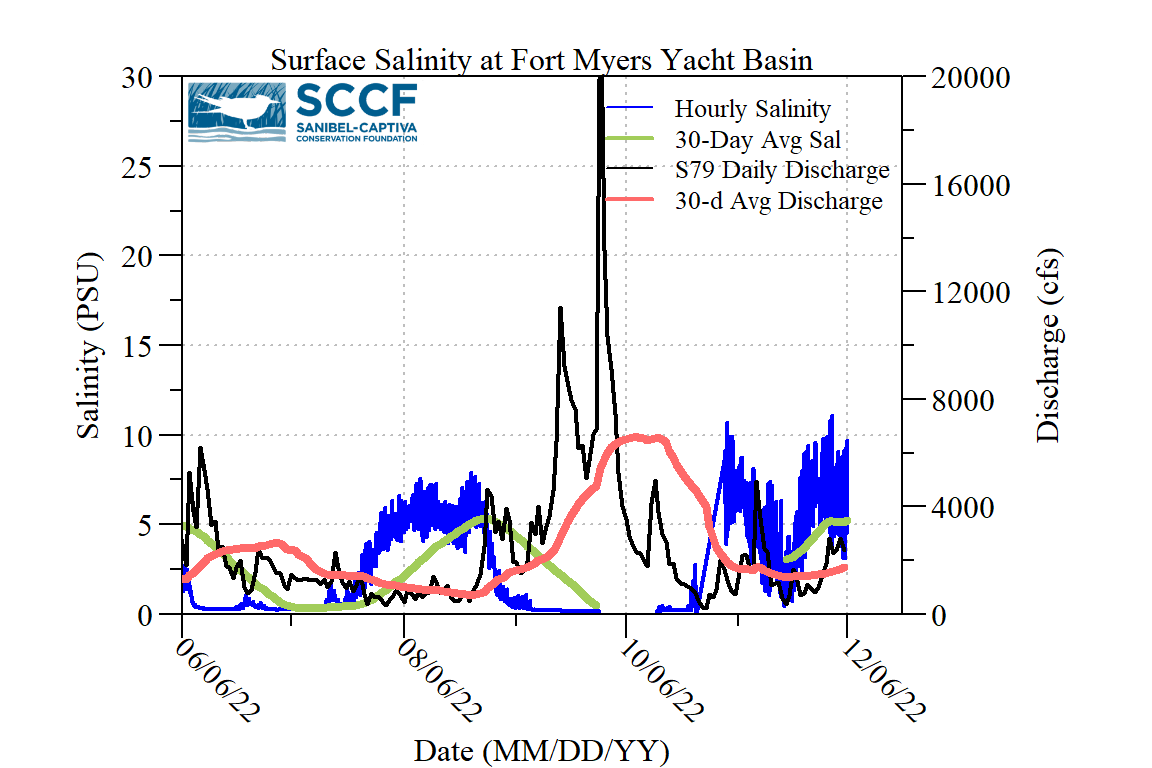 Surface Salinity at Fort Myers Yacht Basin
30
20000
SCCF
SANIBEL-CAPTIVA
CONSERVATION FOUNDATION
Hourly Salinity
30-Day Avg Sal
S79 Daily Discharge
30-d Avg Discharge
25
16000
20
12000
15
8000
10
4000
5
0
0
Salinity (PSU)
Discharge (cfs)
06/06/22
08/06/22
10/06/22
12/06/22
Date (MM/DD/YY)